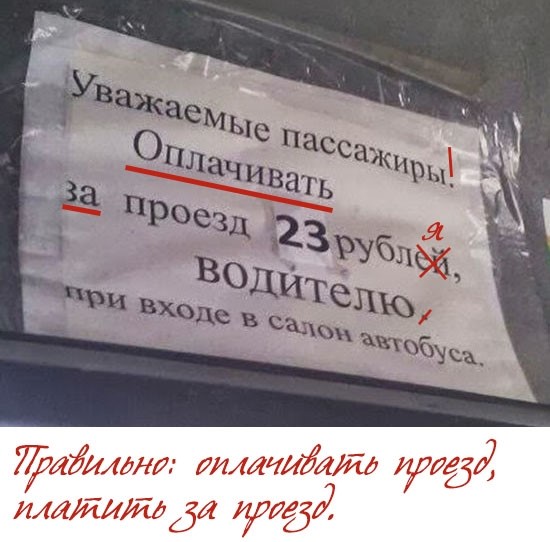 Уважаемые пассажиры!
Оплачивать
за проезд 23 рублей, я
водителю,
при входе в салон автобуса.
Правильно: оплачивать проезд,
платить за проезд.